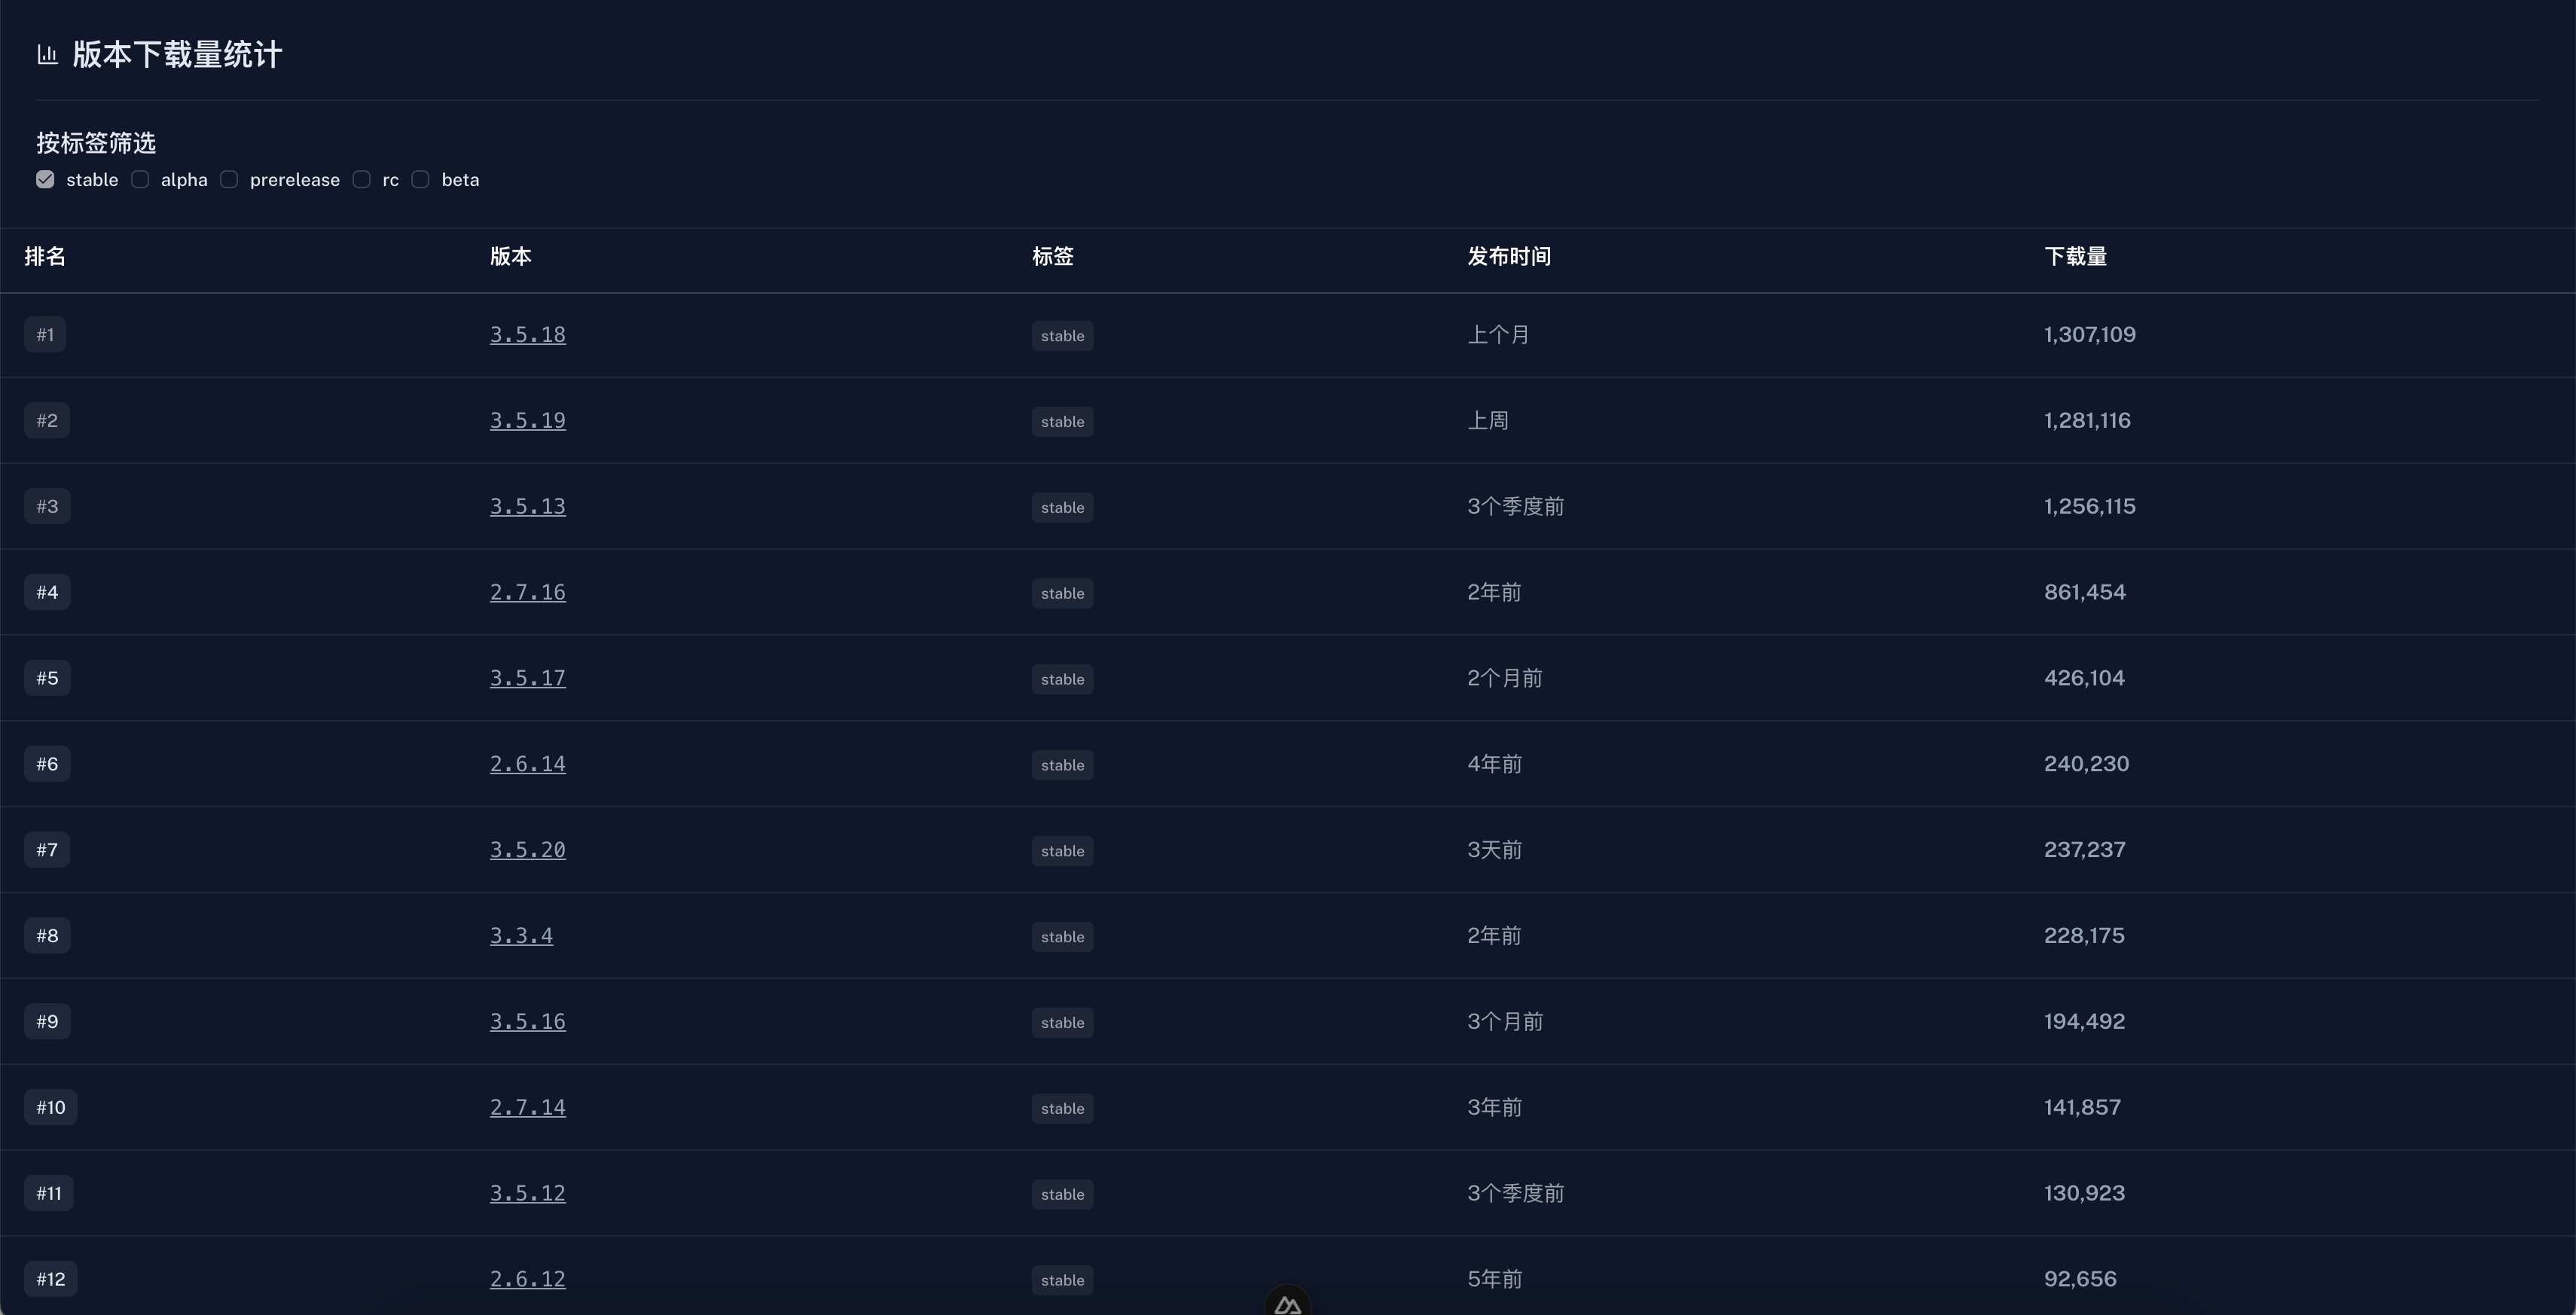 版本下载量统计
按标签筛选
stable alpha prerelease rc beta
排名 版本 标签 发布时间 下载量
#1 3.5.18 stable 上个月 1,307,109
#2 3.5.19 stable 上周 1,281,116
#3 3.5.13 stable 3个季度前 1,256,115
#4 2.7.16 stable 2年前 861,454
#5 3.5.17 stable 2个月前 426,104
#6 2.6.14 stable 4年前 240,230
#7 3.5.20 stable 3天前 237,237
#8 3.3.4 stable 2年前 228,175
#9 3.5.16 stable 3个月前 194,492
#10 2.7.14 stable 3年前 141,857
#11 3.5.12 stable 3个季度前 130,923
#12 2.6.12 stable 5年前 92,656